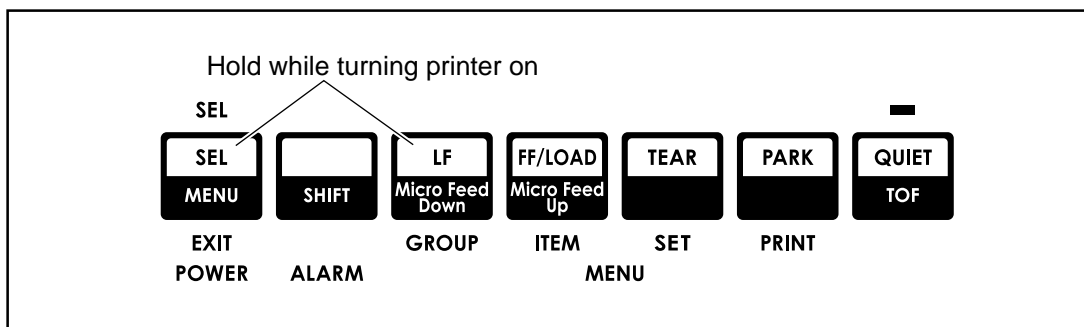 Hold while turning printer on
SEL
SEL LF FF/LOAD TEAR PARK QUIET
MENU SHIFT Micro Feed Down Micro Feed Up TOF
EXIT GROUP ITEM SET PRINT
POWER ALARM MENU